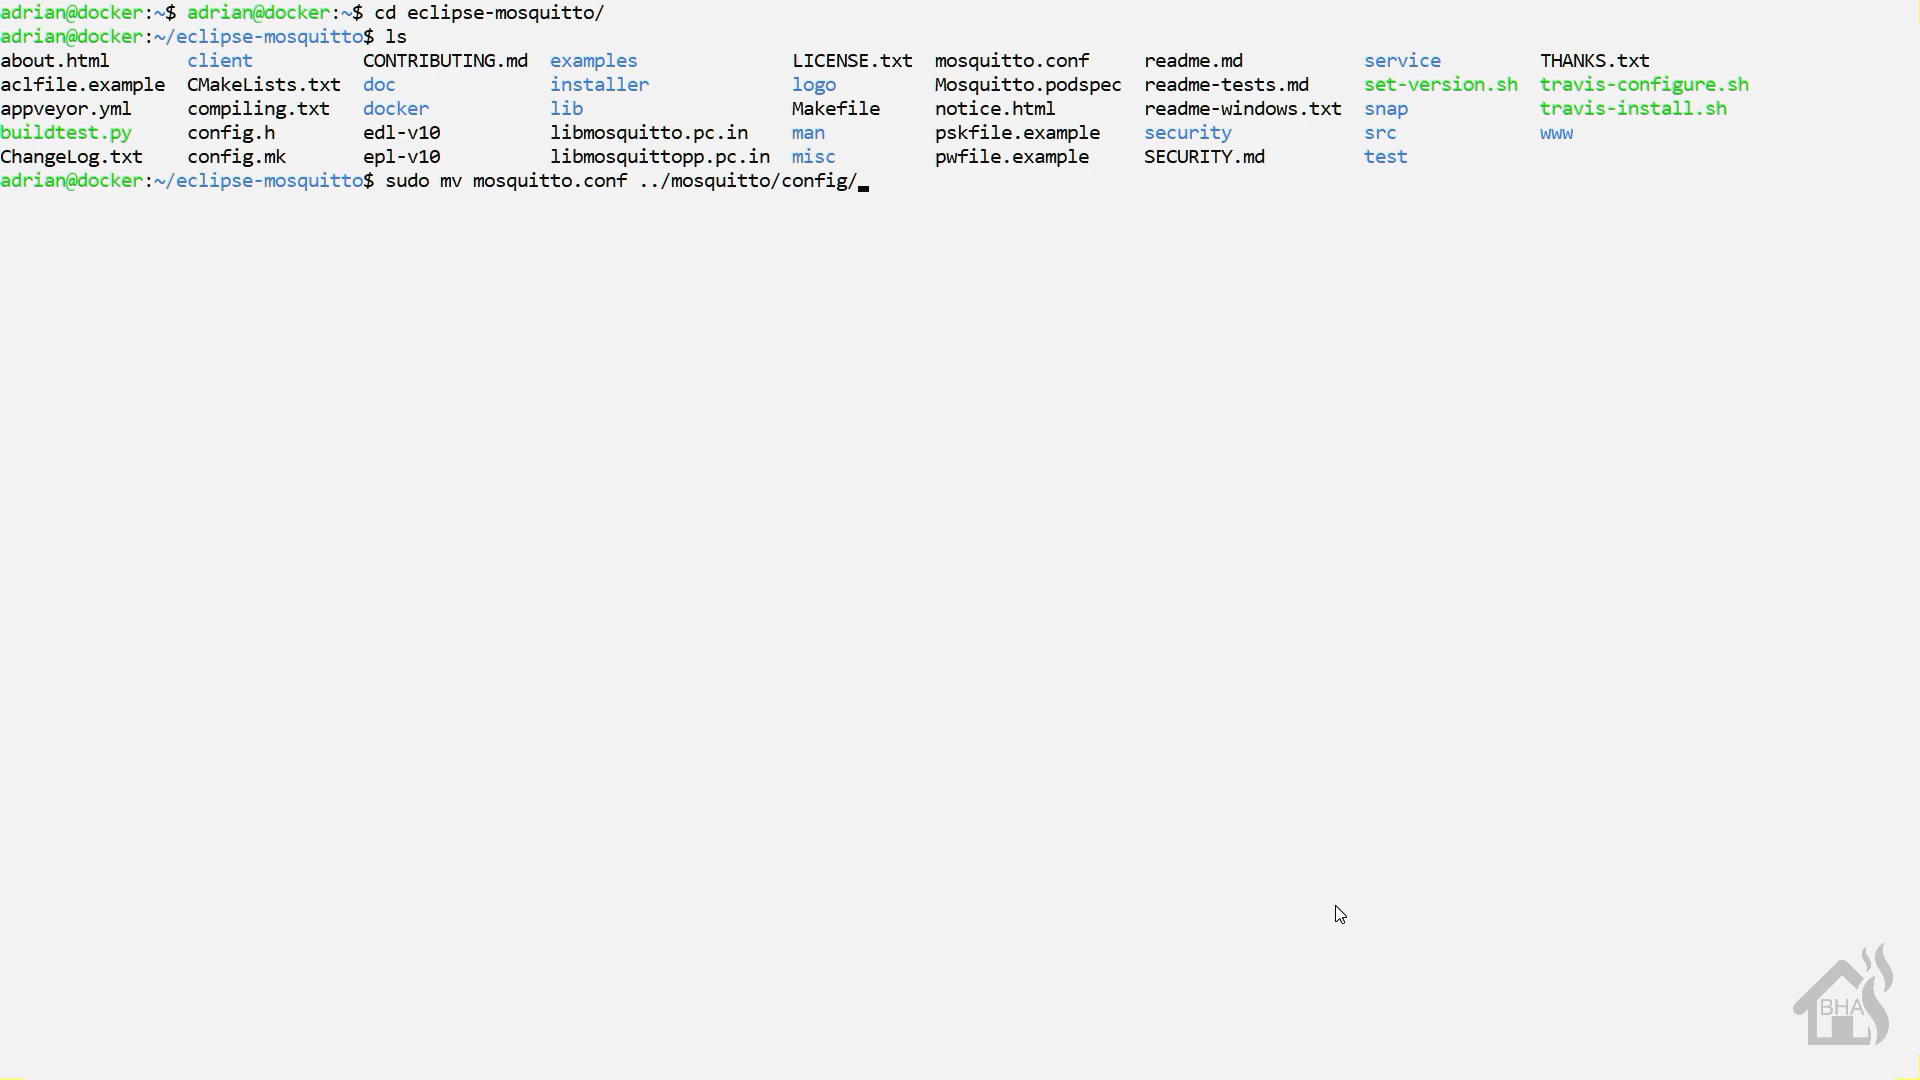 adrian@docker:~$ adrian@docker:~$ cd eclipse-mosquitto/
adrian@docker:~/eclipse-mosquitto$ ls
about.html client CONTRIBUTING.md examples LICENSE.txt mosquitto.conf readme.md service THANKS.txt
aclfile.example CMakeLists.txt doc installer logo Mosquitto.podspec readme-tests.md set-version.sh travis-configure.sh
appveyor.yml compiling.txt docker lib Makefile notice.html readme-windows.txt snap travis-install.sh
buildtest.py config.h edl-v10 libmosquitto.pc.in man pskfile.example security src www
ChangeLog.txt config.mk epl-v10 libmosquittopp.pc.in misc pwfile.example SECURITY.md test
adrian@docker:~/eclipse-mosquitto$ sudo mv mosquitto.conf ../mosquitto/config/
BHA